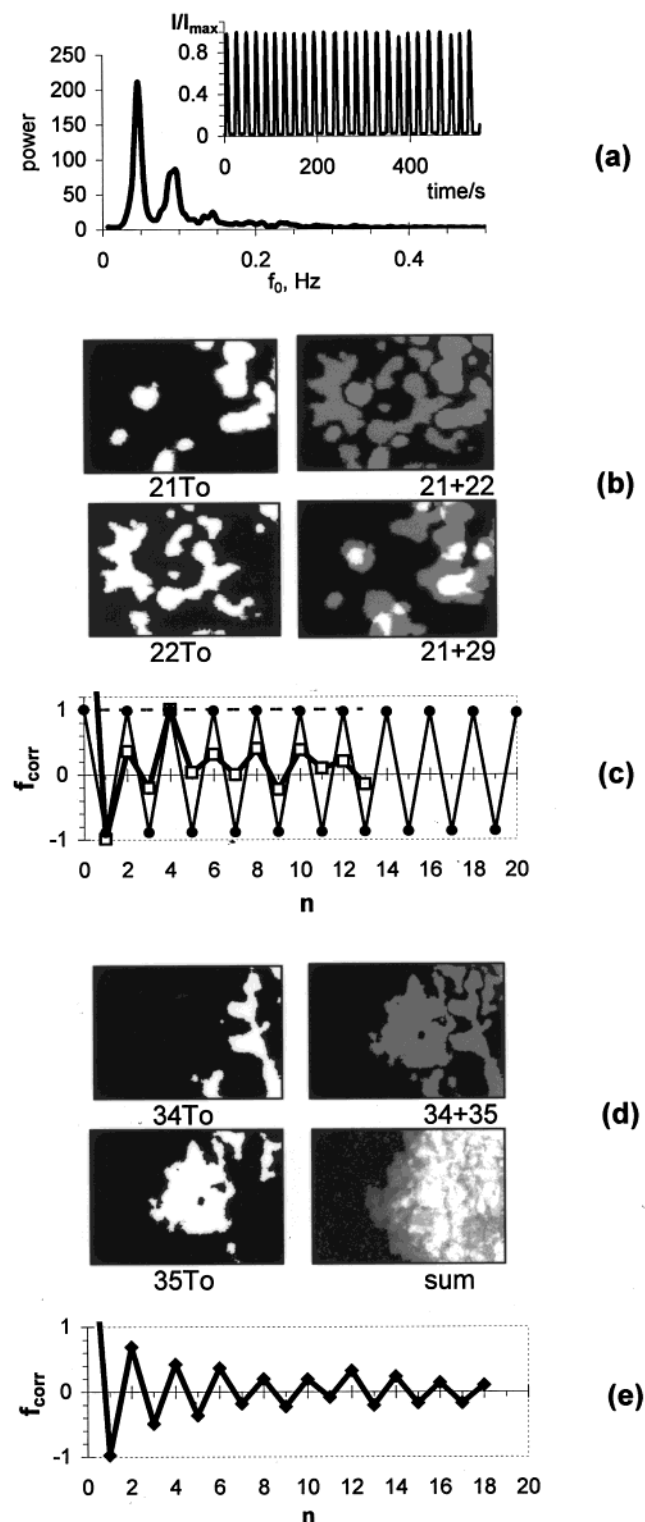 I/Imax
0.8
0.4
0
0 200 400
time/s
250
200
150
100
50
0
power
0 0.2 0.4
f0, Hz
(a)
21To
21+22
(b)
22To
21+29
1
0
-1
fcorr
0 2 4 6 8 10 12 14 16 18 20
n
(c)
34To
34+35
(d)
35To
sum
1
0
-1
fcorr
0 2 4 6 8 10 12 14 16 18 20
n
(e)